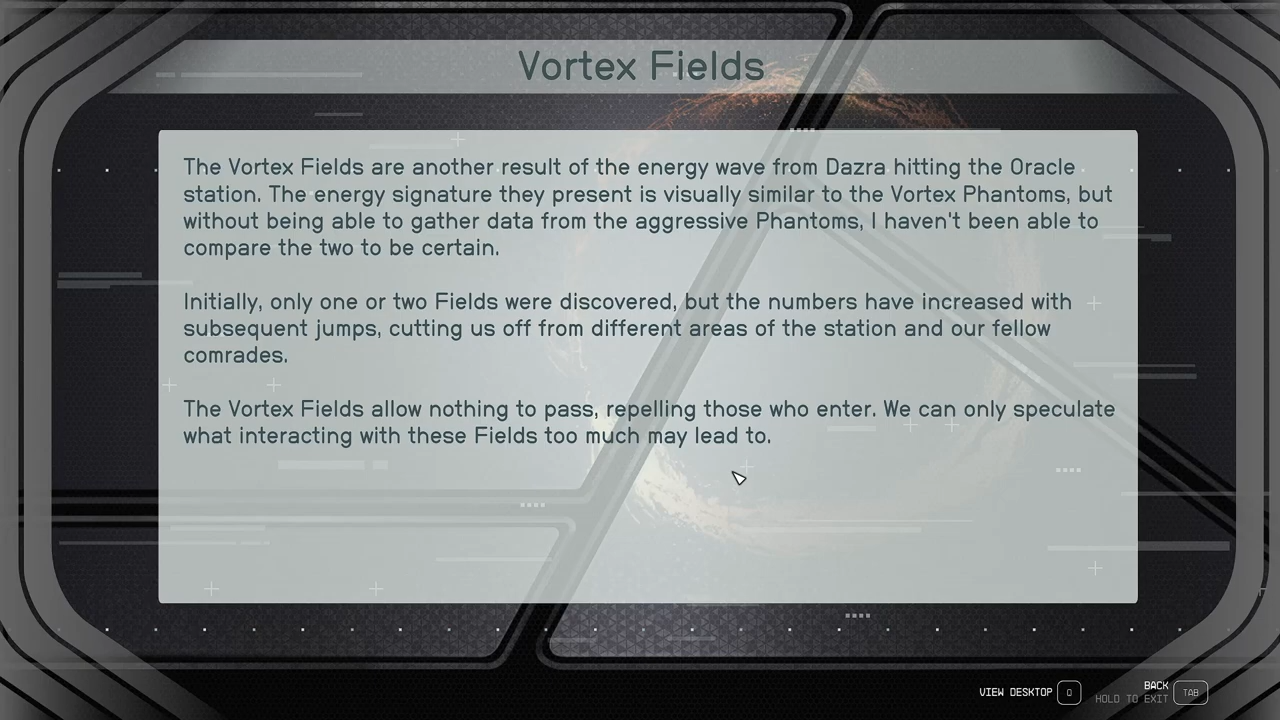 Vortex Fields
The Vortex Fields are another result of the energy wave from Dazra hitting the Oracle
station. The energy signature they present is visually similar to the Vortex Phantoms, but
without being able to gather data from the aggressive Phantoms, I haven't been able to
compare the two to be certain.
Initially, only one or two Fields were discovered, but the numbers have increased with
subsequent jumps, cutting us off from different areas of the station and our fellow
comrades.
The Vortex Fields allow nothing to pass, repelling those who enter. We can only speculate
what interacting with these Fields too much may lead to.
VIEW DESKTOP Q
BACK
HOLD TO EXIT TAB